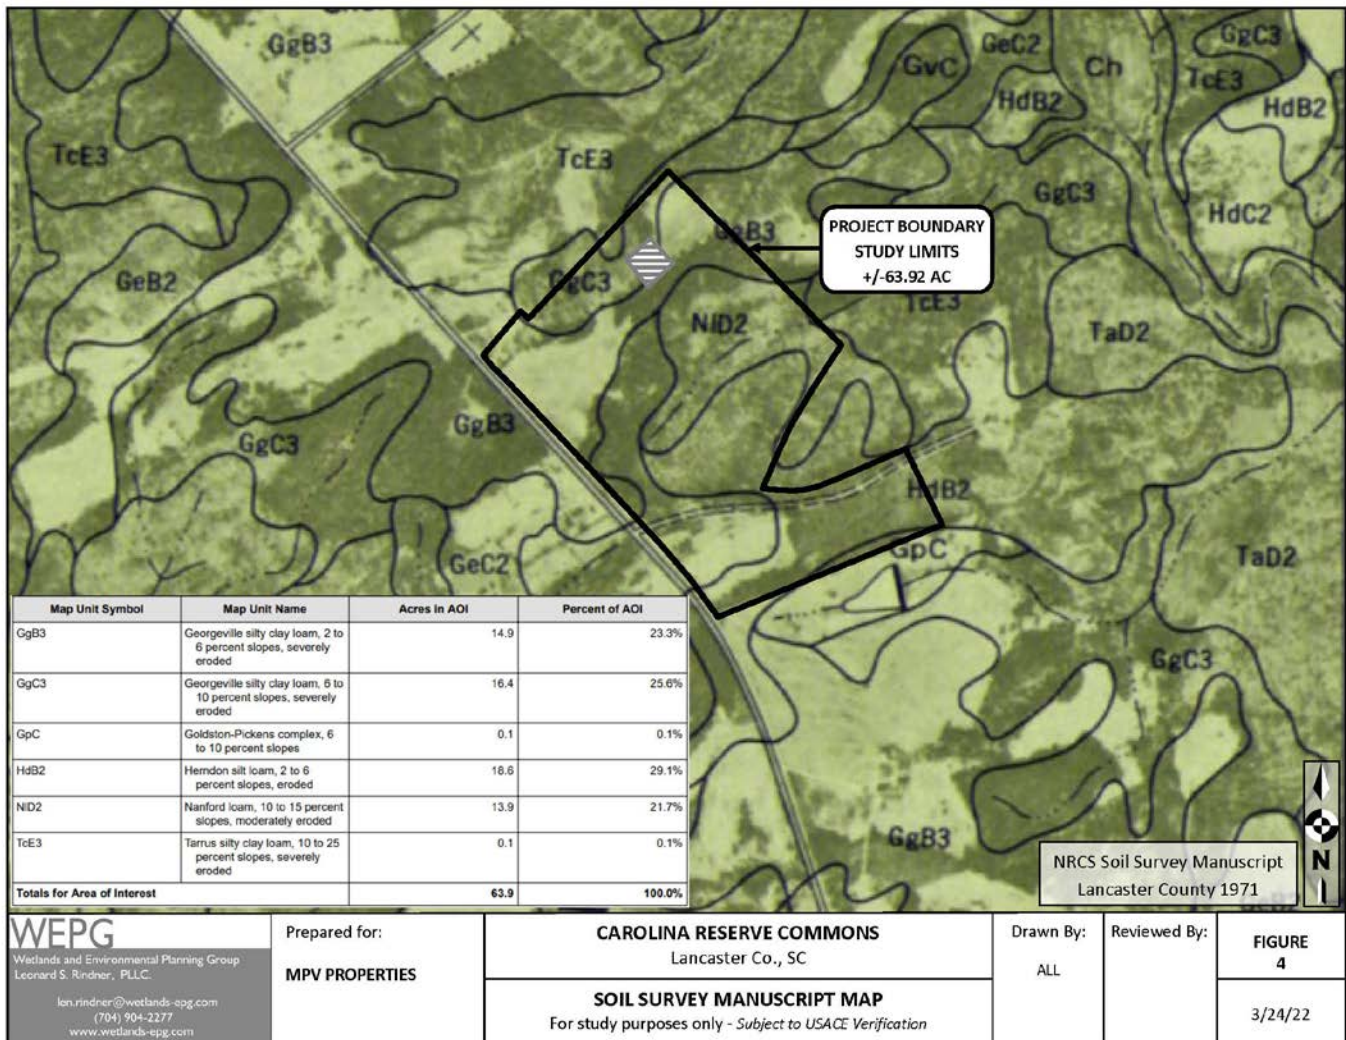 GgB3
GeC2
GgC3
GvC
Ch
TcE3
HdB2
HdB2
TcE3
TcE3
GgC3
HdC2
PROJECT BOUNDARY
STUDY LIMITS
+/-63.92 AC
GeB2
GgC3
NlD2
TcE3
TaD2
GgB3
GgC3
HdB2
GpC
GeC2
TaD2
GgC3
GgB3
Map Unit Symbol Map Unit Name Acres in AOI Percent of AOI
GgB3 Georgeville silty clay loam, 2 to 14.9 23.3%
6 percent slopes, severely
eroded
GgC3 Georgeville silty clay loam, 6 to 16.4 25.6%
10 percent slopes, severely
eroded
GpC Goldston-Pickens complex, 6 0.1 0.1%
to 10 percent slopes
HdB2 Herndon silt loam, 2 to 6 18.6 29.1%
percent slopes, eroded
NlD2 Nanford loam, 10 to 15 percent 13.9 21.7%
slopes, moderately eroded
TcE3 Tarrus silty clay loam, 10 to 25 0.1 0.1%
percent slopes, severely
eroded
Totals for Area of Interest 63.9 100.0%
N
NRCS Soil Survey Manuscript
Lancaster County 1971
WEPG
Wetlands and Environmental Planning Group
Leonard S. Rindner, PLLC.
len.rindner@wetlands-epg.com
(704) 904-2277
www.wetlands-epg.com
Prepared for:
MPV PROPERTIES
CAROLINA RESERVE COMMONS
Lancaster Co., SC
SOIL SURVEY MANUSCRIPT MAP
For study purposes only - Subject to USACE Verification
Drawn By:
ALL
Reviewed By:
FIGURE
4
3/24/22